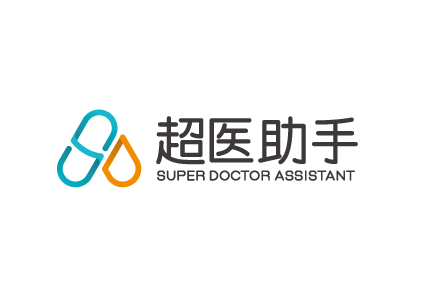 超医助手
SUPER DOCTOR ASSISTANT